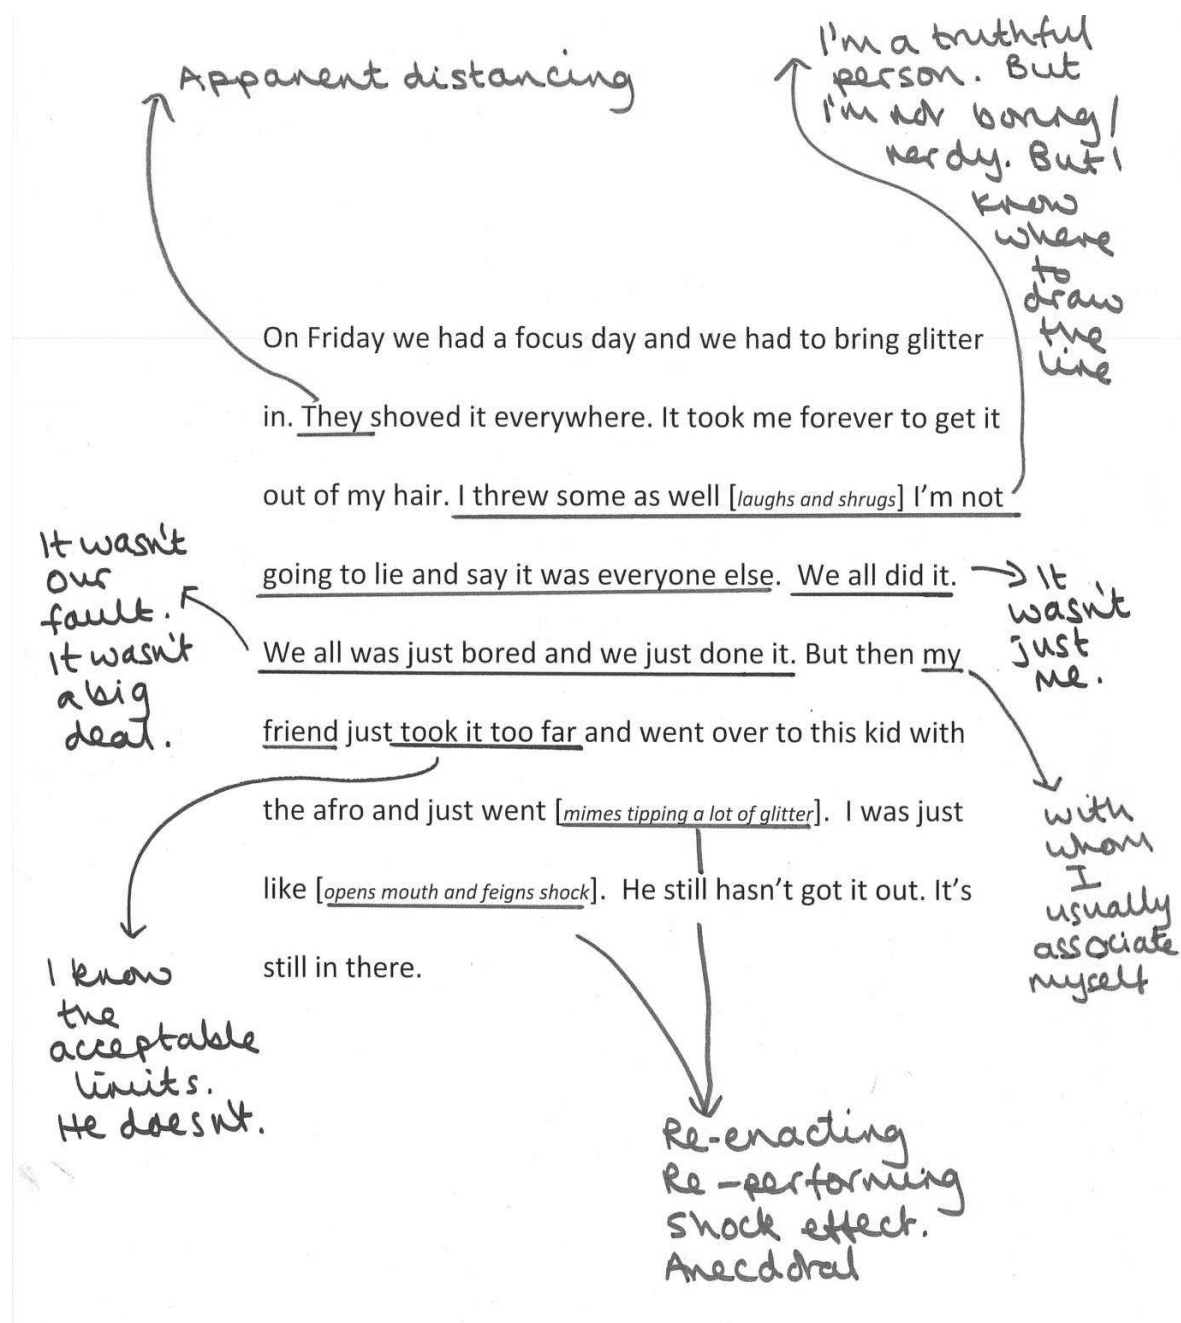 Apparent distancing
I'm a truthful
person. But
I'm not boring/
nerdy. But I
know
where
to
draw
the
line
On Friday we had a focus day and we had to bring glitter
in. They shoved it everywhere. It took me forever to get it
out of my hair. I threw some as well [laughs and shrugs] I'm not
going to lie and say it was everyone else. We all did it.
We all was just bored and we just done it. But then my
friend just took it too far and went over to this kid with
the afro and just went [mimes tipping a lot of glitter]. I was just
like [opens mouth and feigns shock]. He still hasn't got it out. It's
still in there.
It wasn't
our
fault.
It wasn't
a big
deal.
It
wasn't
just
me.
with
whom
I
usually
associate
myself
I know
the
acceptable
limits.
He doesn't.
Re-enacting
Re-performing
shock effect.
Anecdotal